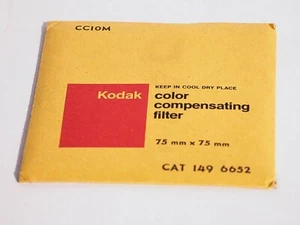 CC10M
KEEP IN COOL DRY PLACE
Kodak
color
compensating
filter
75 mm x 75 mm
CAT 149 6652